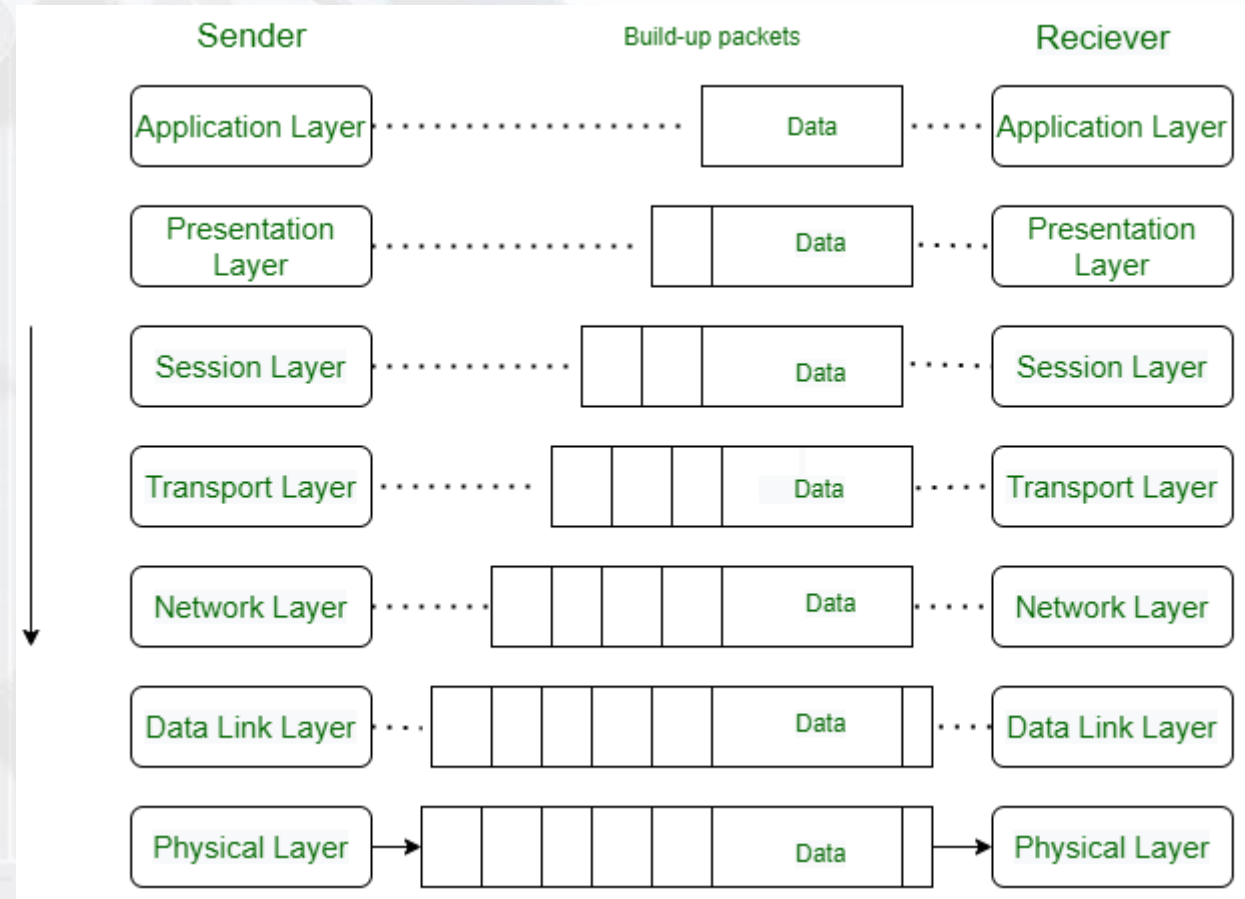 Sender
Build-up packets
Reciever
Application Layer
Data
Application Layer
Presentation
Layer
Data
Presentation
Layer
Session Layer
Data
Session Layer
Transport Layer
Data
Transport Layer
Network Layer
Data
Network Layer
Data Link Layer
Data
Data Link Layer
Physical Layer
Data
Physical Layer